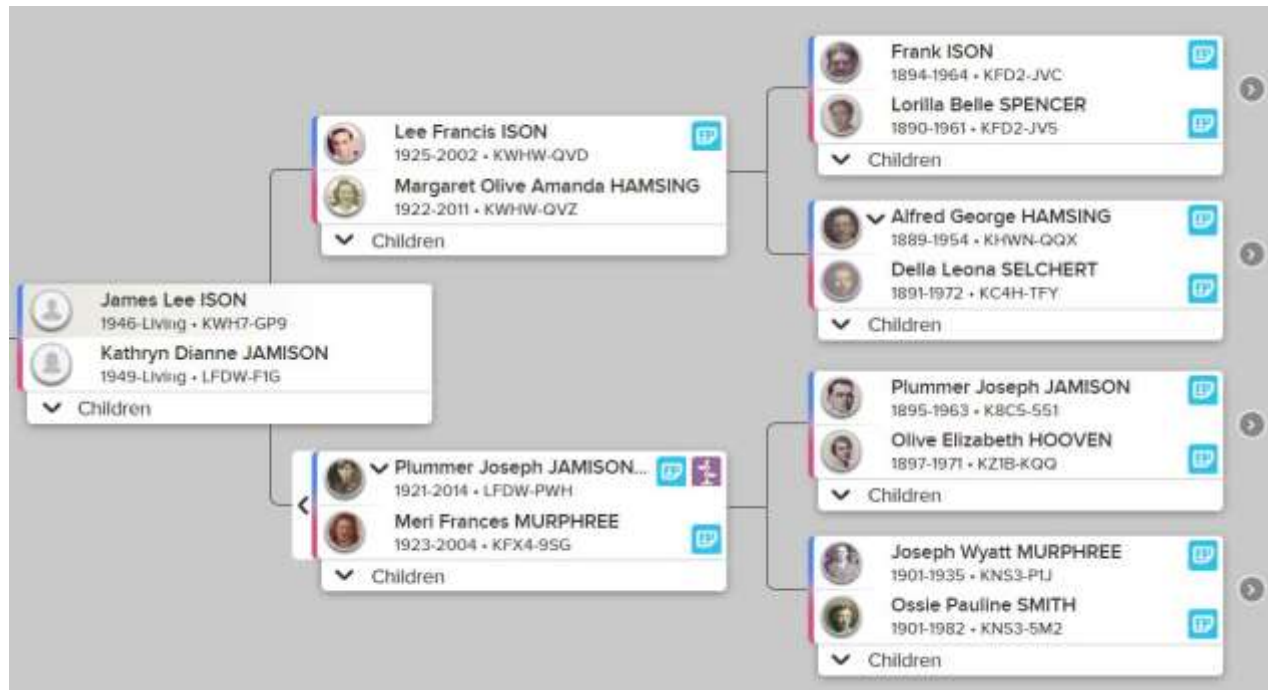 Frank ISON
1894-1964 • KFD2-JVC
Lorilla Belle SPENCER
1890-1961 • KFD2-JV5
Children
Lee Francis ISON
1925-2002 • KWHW-QVD
Margaret Olive Amanda HAMSING
1922-2011 • KWHW-QVZ
Children
Alfred George HAMSING
1889-1954 • KHWN-QQX
Della Leona SELCHERT
1891-1972 • KC4H-TFY
Children
James Lee ISON
1946-Living • KWH7-GP9
Kathryn Dianne JAMISON
1949-Living • LFDW-F1G
Children
Plummer Joseph JAMISON
1895-1963 • K8CS-551
Olive Elizabeth HOOVEN
1897-1971 • KZ1B-KQQ
Children
Plummer Joseph JAMISON...
1921-2014 • LFDW-PWH
Meri Frances MURPHREE
1923-2004 • KFX4-9SG
Children
Joseph Wyatt MURPHREE
1901-1935 • KNS3-P1J
Ossie Pauline SMITH
1901-1982 • KNS3-5M2
Children